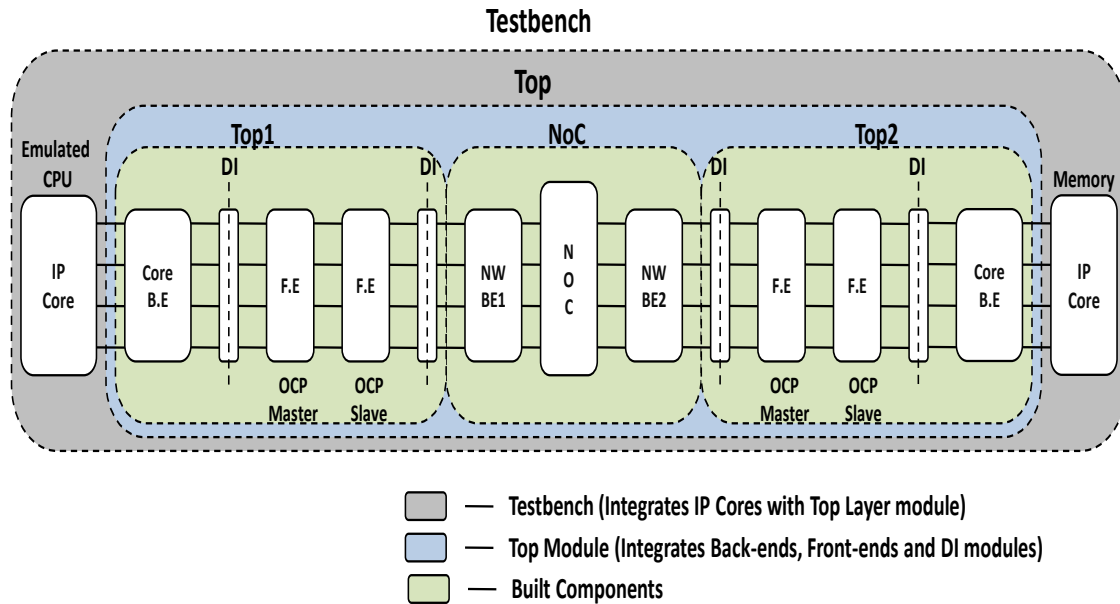 Testbench
Top
Top1
NoC
Top2
Emulated
CPU
DI
DI
DI
DI
Memory
IP
Core
Core
B.E
F.E
F.E
NW
BE1
N
O
C
NW
BE2
F.E
F.E
Core
B.E
IP
Core
OCP
Master
OCP
Slave
OCP
Master
OCP
Slave
Testbench (Integrates IP Cores with Top Layer module)
Top Module (Integrates Back-ends, Front-ends and DI modules)
Built Components